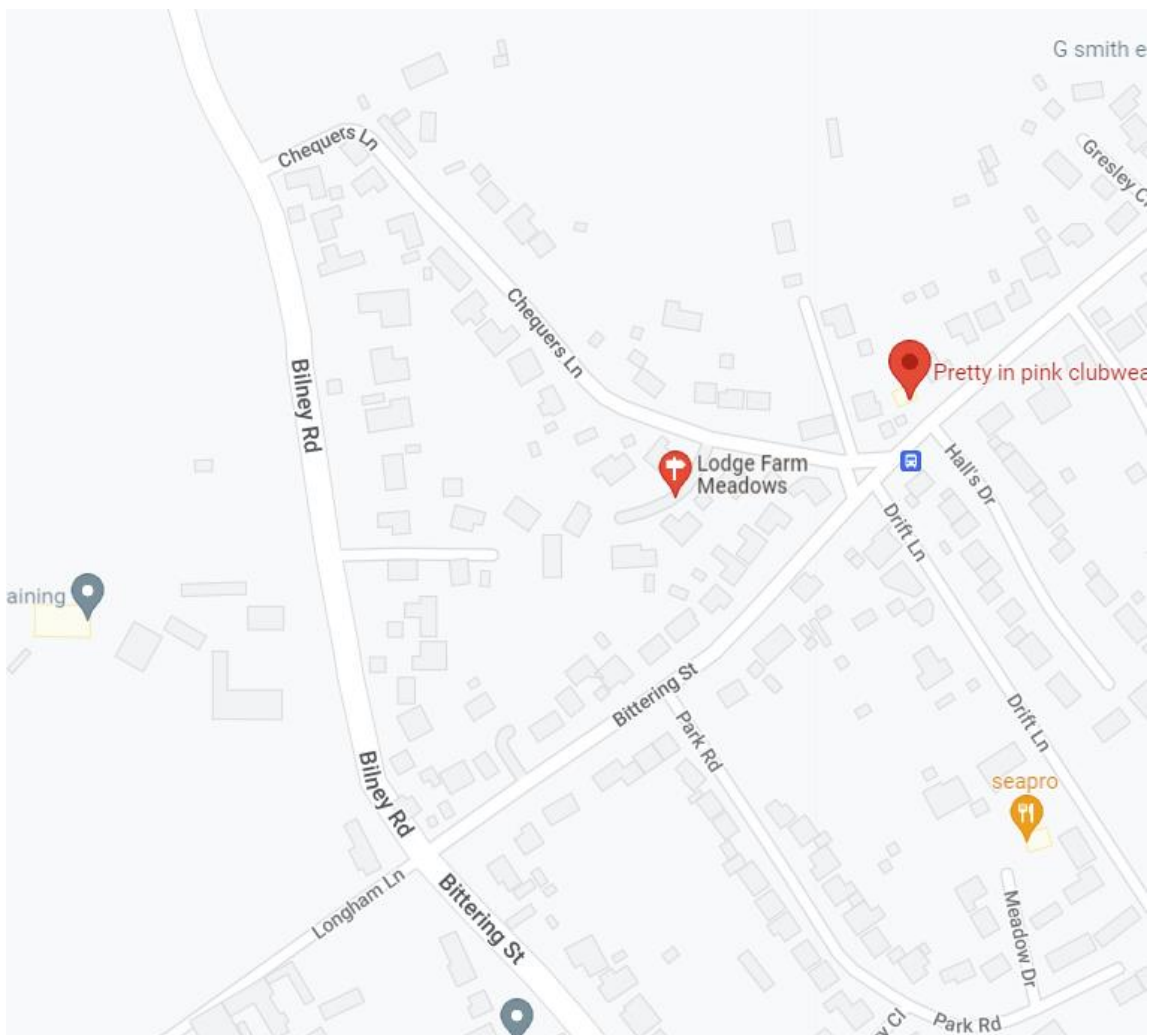 G smith e
Chequers Ln
Gresley C
Chequers Ln
Bilney Rd
Pretty in pink clubwea
Lodge Farm
Meadows
Hall's Dr
Drift Ln
aining
Bittering St
Park Rd
Drift Ln
Bilney Rd
seapro
Longham Ln
Bittering St
Meadow Dr
y Cl
Park Rd